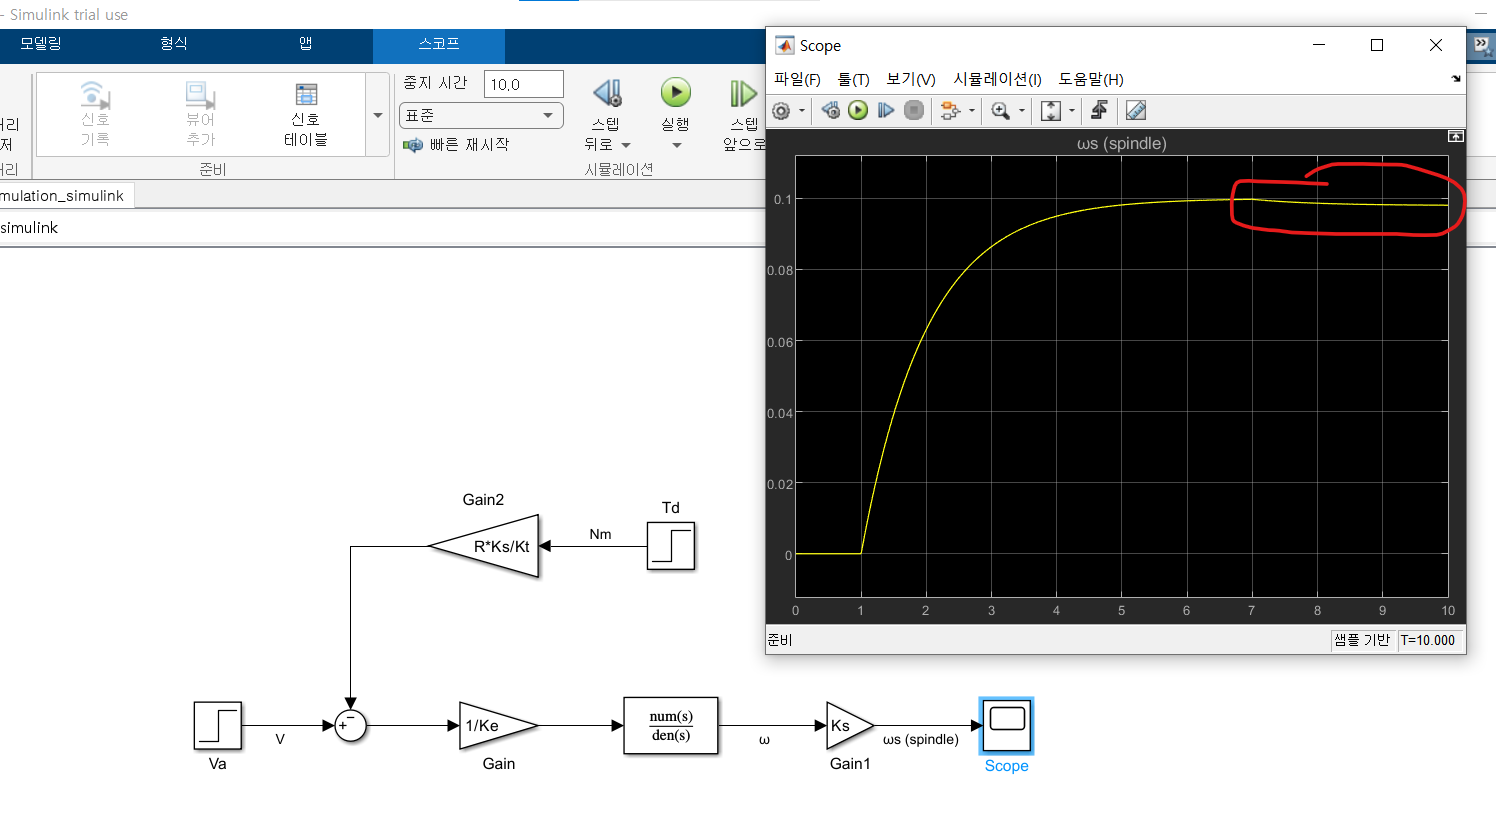 - Simulink trial use
모델링 형식 앱 스코프
신호 기록
뷰어 추가
신호 테이블
준비
중지 시간 10.0
표준
빠른 재시작
스텝 뒤로
실행
스텝 앞으로
시뮬레이션
mulation_simulink
simulink
Scope
파일(F) 툴(T) 보기(V) 시뮬레이션(I) 도움말(H)
ωs (spindle)
0.1
0.08
0.06
0.04
0.02
0
0 1 2 3 4 5 6 7 8 9 10
준비 샘플 기반 T=10.000
Gain2
Td
R*Ks/Kt
Nm
Va
V
+
−
1/Ke
Gain
num(s)
den(s)
ω
Ks
Gain1
ωs (spindle)
Scope